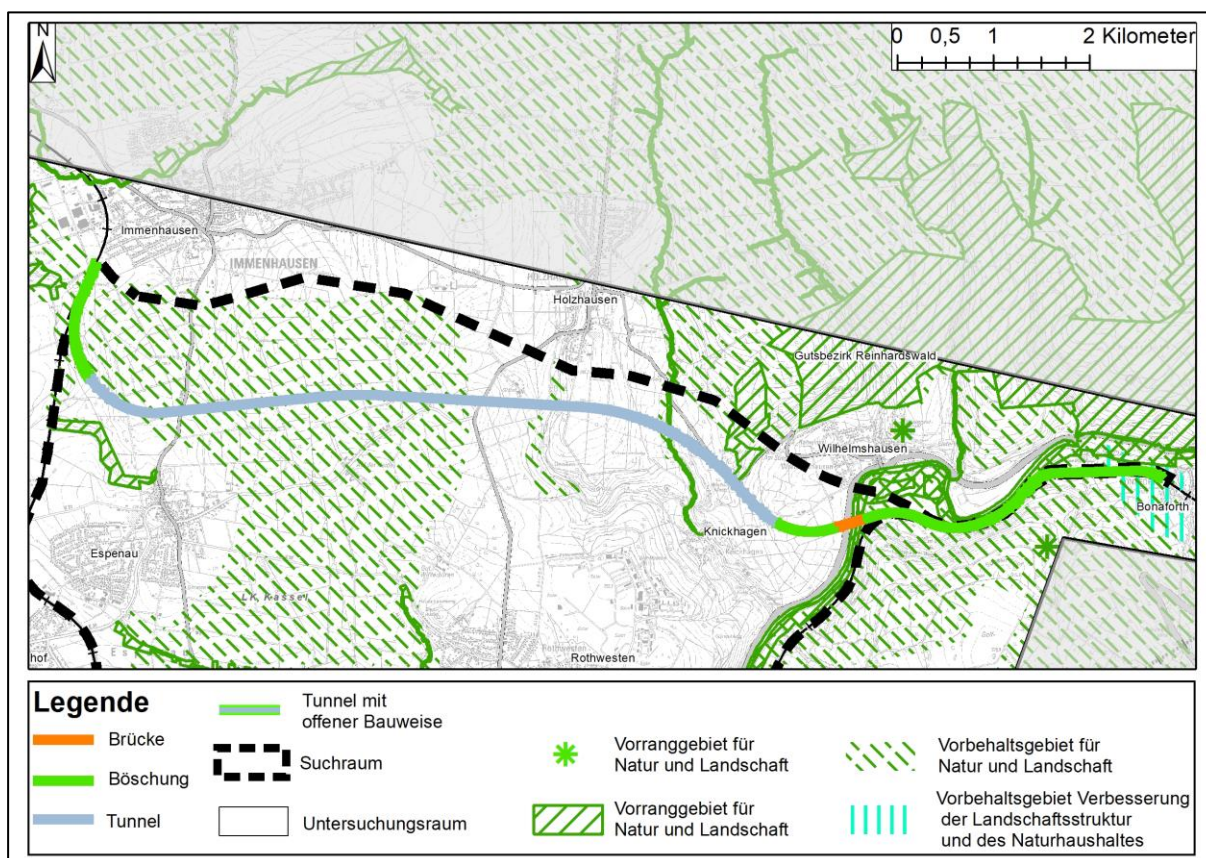 N
0 0,5 1 2 Kilometer
Immenhausen
IMMENHAUSEN
Holzhausen
Gutsbezirk Reinhardswald
Wilhelmshausen
Bonaforth
Knickhagen
Espenau
LK. Kassel
hof
Rothwesten
Legende
Brücke
Böschung
Tunnel
Tunnel mit
offener Bauweise
Suchraum
Untersuchungsraum
Vorranggebiet für
Natur und Landschaft
Vorranggebiet für
Natur und Landschaft
Vorbehaltsgebiet für
Natur und Landschaft
Vorbehaltsgebiet Verbesserung
der Landschaftsstruktur
und des Naturhaushaltes